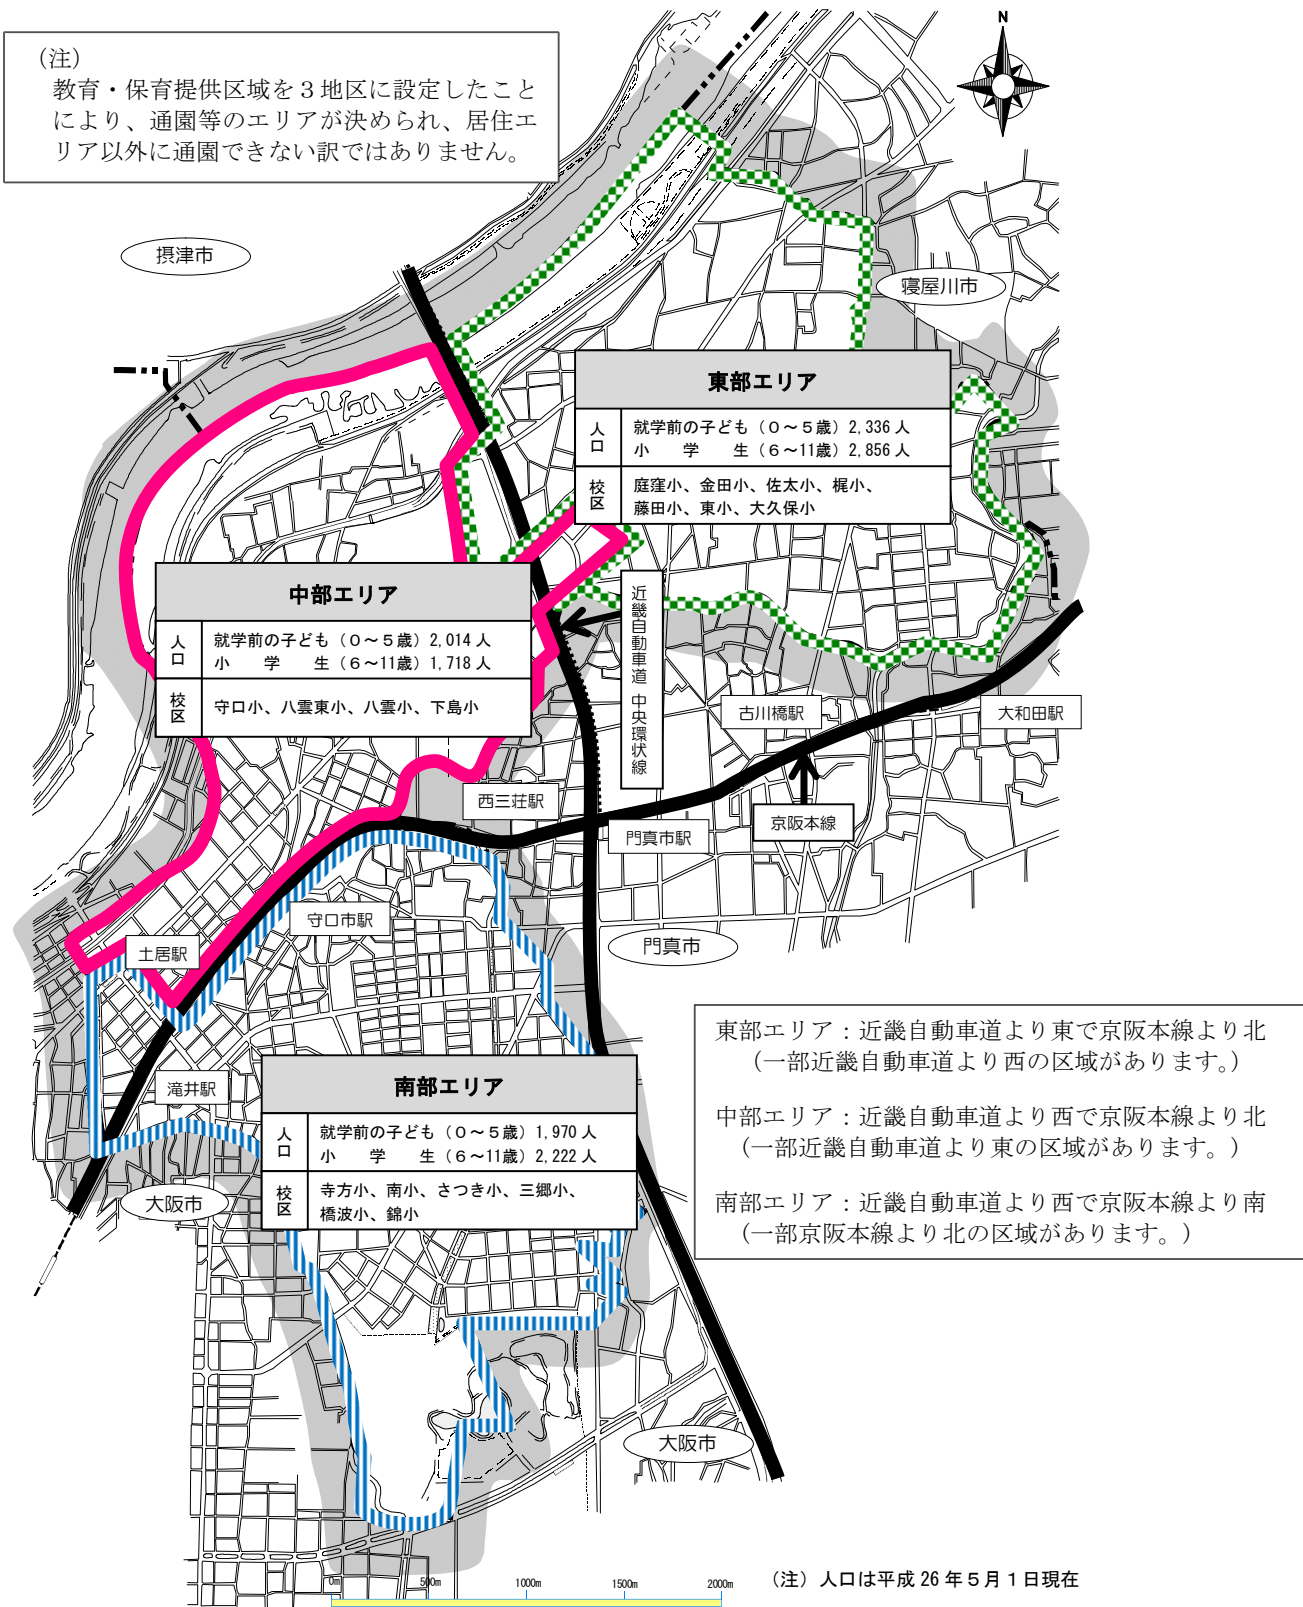 (注)
教育・保育提供区域を3地区に設定したこと
により、通園等のエリアが決められ、居住エ
リア以外に通園できない訳ではありません。
N
摂津市
寝屋川市
東部エリア
人口
就学前の子ども（0～5歳）2,336人
小　学　生（6～11歳）2,856人
校区
庭窪小、金田小、佐太小、梶小、
藤田小、東小、大久保小
中部エリア
人口
就学前の子ども（0～5歳）2,014人
小　学　生（6～11歳）1,718人
校区
守口小、八雲東小、八雲小、下島小
近畿自動車道 中央環状線
古川橋駅
大和田駅
西三荘駅
門真市駅
京阪本線
守口市駅
土居駅
門真市
滝井駅
大阪市
南部エリア
人口
就学前の子ども（0～5歳）1,970人
小　学　生（6～11歳）2,222人
校区
寺方小、南小、さつき小、三郷小、
橋波小、錦小
東部エリア：近畿自動車道より東で京阪本線より北
(一部近畿自動車道より西の区域があります。)
中部エリア：近畿自動車道より西で京阪本線より北
(一部近畿自動車道より東の区域があります。)
南部エリア：近畿自動車道より西で京阪本線より南
(一部京阪本線より北の区域があります。)
大阪市
0m 500m 1000m 1500m 2000m
(注) 人口は平成26年5月1日現在